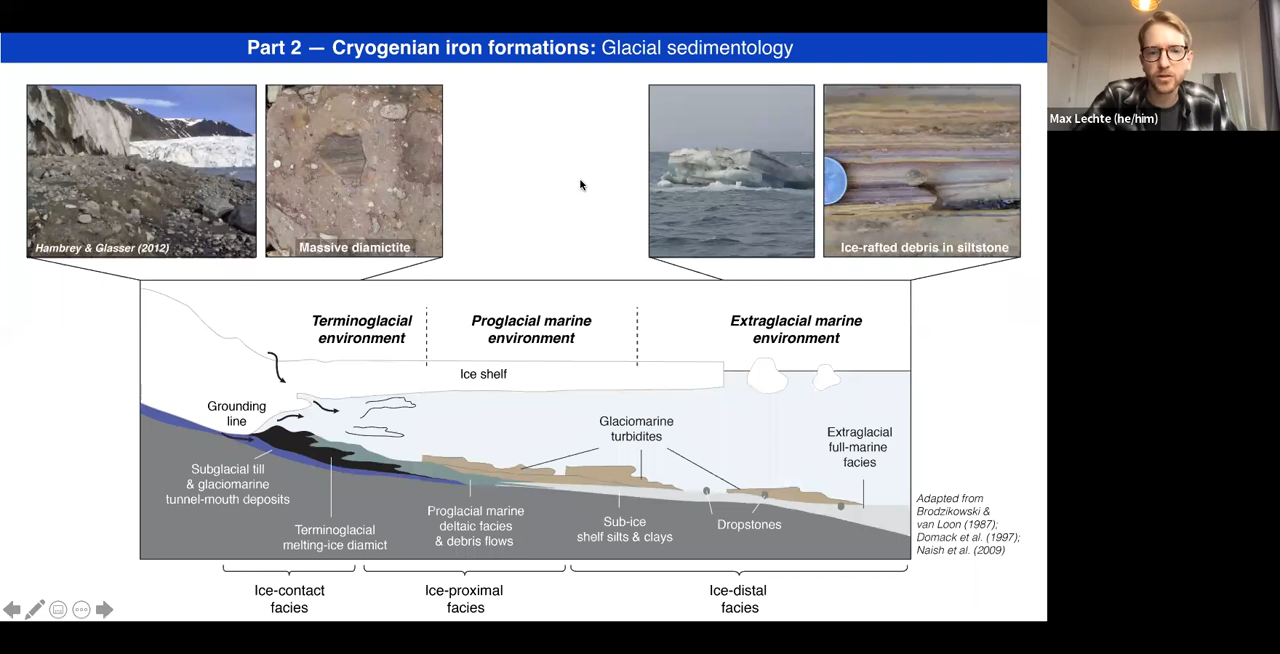 Part 2 — Cryogenian iron formations: Glacial sedimentology
Max Lechte (he/him)
Hambrey & Glasser (2012)
Massive diamictite
Ice-rafted debris in siltstone
Terminoglacial
environment
Proglacial marine
environment
Extraglacial marine
environment
Ice shelf
Grounding
line
Glaciomarine
turbidites
Extraglacial
full-marine
facies
Subglacial till
& glaciomarine
tunnel-mouth deposits
Terminoglacial
melting-ice diamict
Proglacial marine
deltaic facies
& debris flows
Sub-ice
shelf silts & clays
Dropstones
Adapted from
Brodzikowski &
van Loon (1987);
Domack et al. (1997);
Naish et al. (2009)
Ice-contact
facies
Ice-proximal
facies
Ice-distal
facies